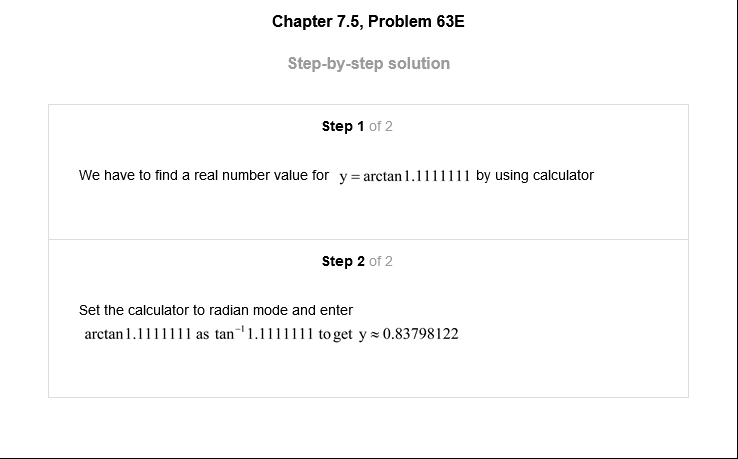 Chapter 7.5, Problem 63E
Step-by-step solution
Step 1 of 2
We have to find a real number value for y = arctan 1.1111111 by using calculator
Step 2 of 2
Set the calculator to radian mode and enter
arctan 1.1111111 as tan⁻¹ 1.1111111 to get y ≈ 0.83798122